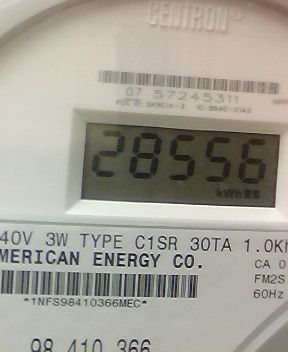 CENTRON®
07 57245311
28556
kWh
40V 3W TYPE C1SR 30TA 1.0Kh
MERICAN ENERGY CO.
CA 0
FM2S
60Hz
*1NFS98410366MEC*
98 410 366